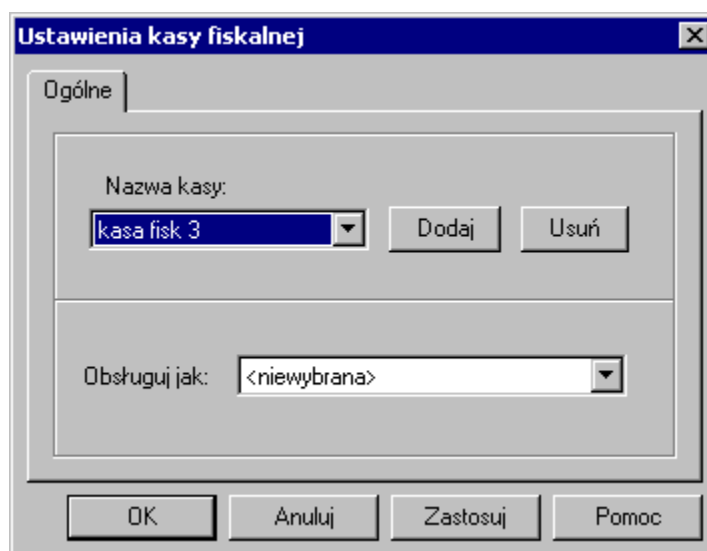 Ustawienia kasy fiskalnej
Ogólne
Nazwa kasy:
kasa fisk 3
Dodaj
Usuń
Obsługuj jak:
<niewybrana>
OK
Anuluj
Zastosuj
Pomoc